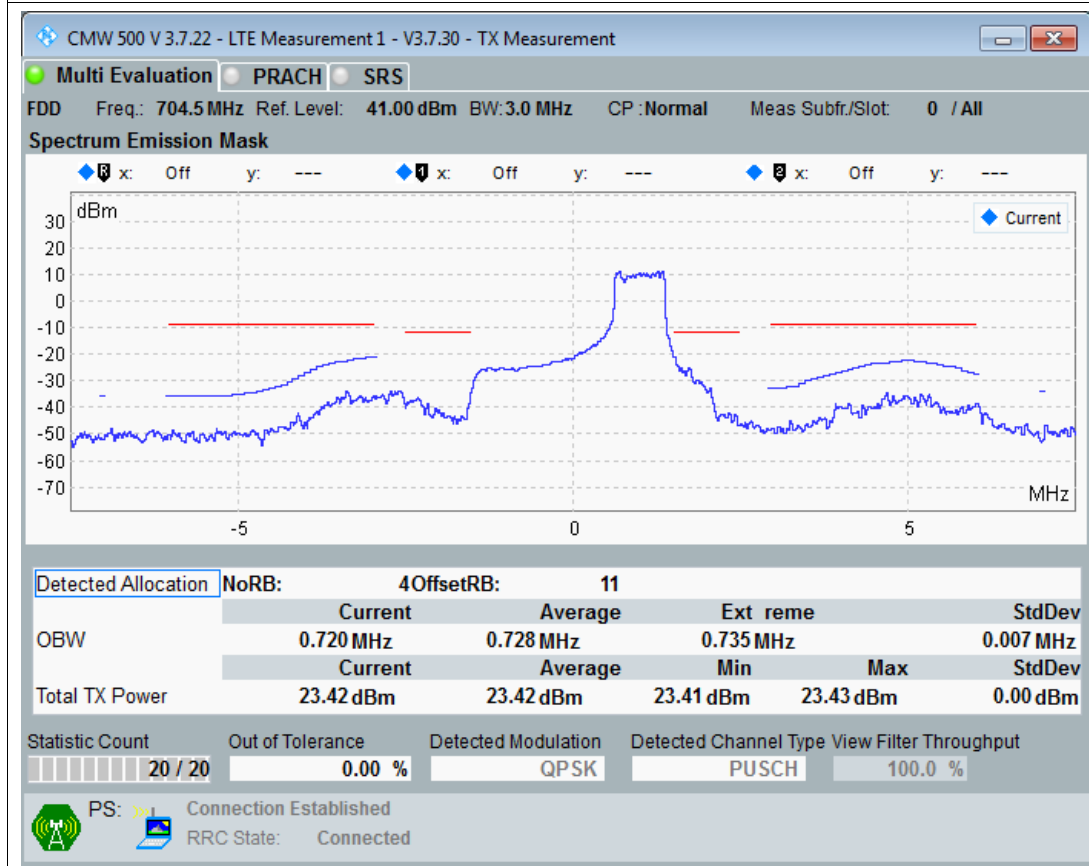 CMW 500 V 3.7.22 - LTE Measurement 1 - V3.7.30 - TX Measurement
Multi Evaluation PRACH SRS
FDD Freq.: 704.5 MHz Ref. Level: 41.00 dBm BW: 3.0 MHz CP : Normal Meas Subfr./Slot: 0 / All
Spectrum Emission Mask
R x: Off y: --- 1 x: Off y: --- 2 x: Off y: ---
dBm
Current
30
20
10
0
-10
-20
-30
-40
-50
-60
-70
MHz
-5 0 5
Detected Allocation NoRB: 4 OffsetRB: 11
Current Average Ext reme StdDev
OBW 0.720 MHz 0.728 MHz 0.735 MHz 0.007 MHz
Current Average Min Max StdDev
Total TX Power 23.42 dBm 23.42 dBm 23.41 dBm 23.43 dBm 0.00 dBm
Statistic Count Out of Tolerance Detected Modulation Detected Channel Type View Filter Throughput
20 / 20 0.00 % QPSK PUSCH 100.0 %
PS: Connection Established
RRC State: Connected